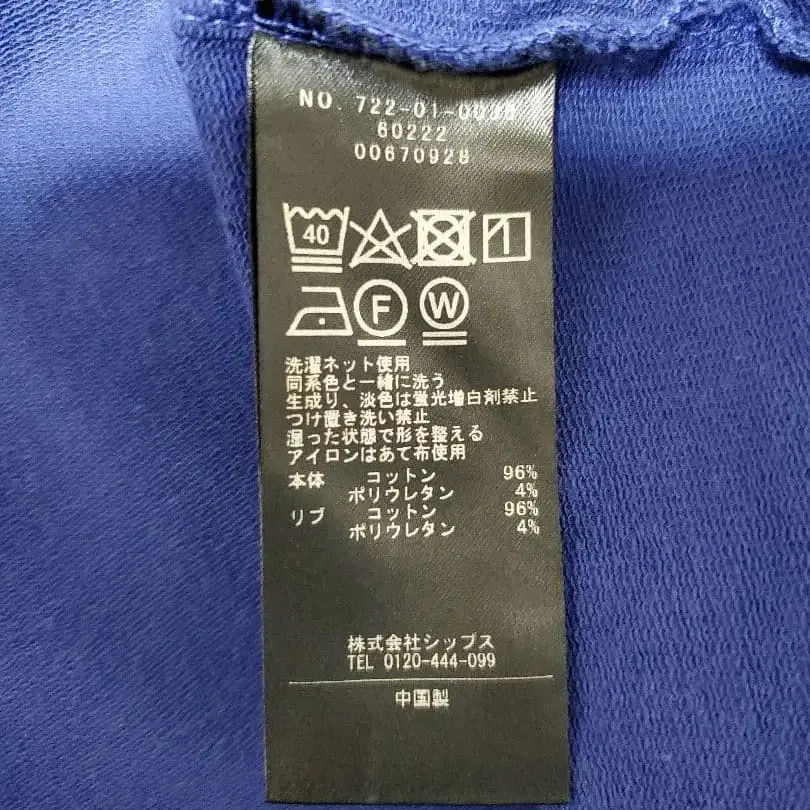 NO. 722-01-0038
60222
00670928
40
F W
洗濯ネット使用
同系色と一緒に洗う
生成り、淡色は蛍光増白剤禁止
つけ置き洗い禁止
湿った状態で形を整える
アイロンはあて布使用
本体 コットン 96%
ポリウレタン 4%
リブ コットン 96%
ポリウレタン 4%
株式会社シップス
TEL 0120-444-099
中国製